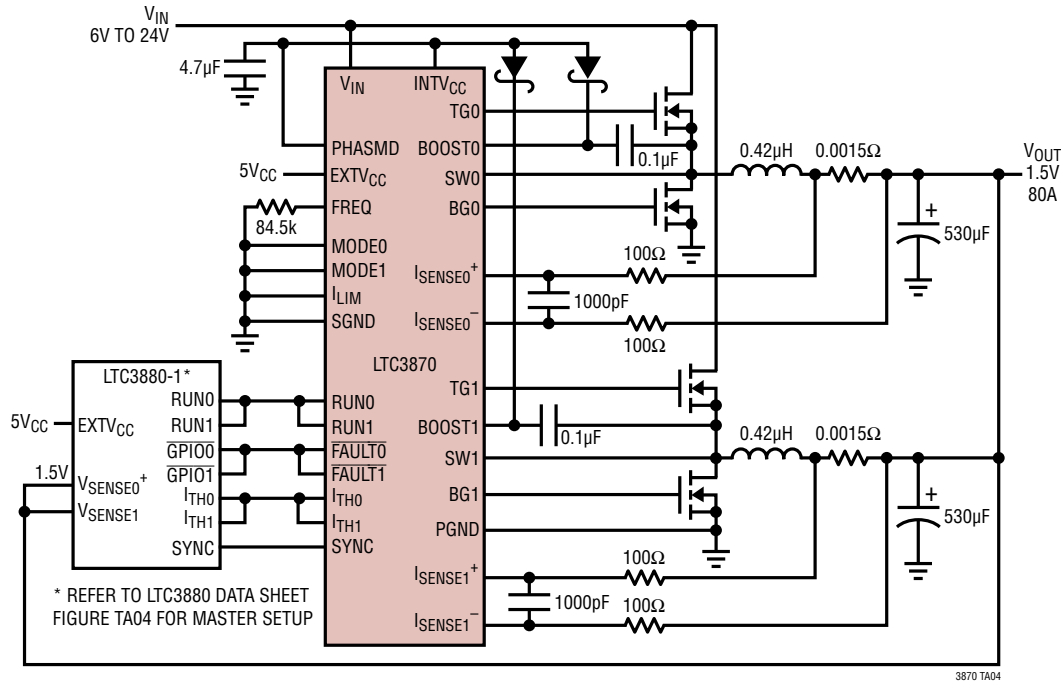 VIN
6V TO 24V
4.7µF
VIN
INTVCC
TG0
PHASMD
BOOST0
0.1µF
0.42µH
0.0015Ω
VOUT
1.5V
80A
5VCC
EXTVCC
SW0
FREQ
BG0
84.5k
530µF
+
MODE0
MODE1
100Ω
ISENSE0+
ILIM
1000pF
SGND
ISENSE0–
100Ω
LTC3870
LTC3880-1*
TG1
RUN0
RUN0
5VCC
EXTVCC
RUN1
RUN1
BOOST1
0.1µF
0.42µH
0.0015Ω
GPIO0
FAULT0
SW1
GPIO1
FAULT1
1.5V
VSENSE0+
ITH0
ITH0
BG1
+
530µF
VSENSE1
ITH1
ITH1
PGND
SYNC
SYNC
100Ω
ISENSE1+
* REFER TO LTC3880 DATA SHEET
FIGURE TA04 FOR MASTER SETUP
1000pF
100Ω
ISENSE1–
3870 TA04